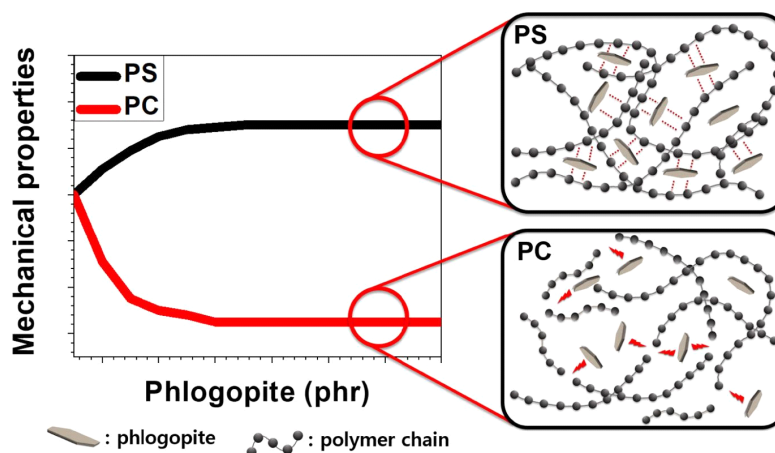 Mechanical properties
PS
PC
Phlogopite (phr)
: phlogopite
: polymer chain
PS
PC